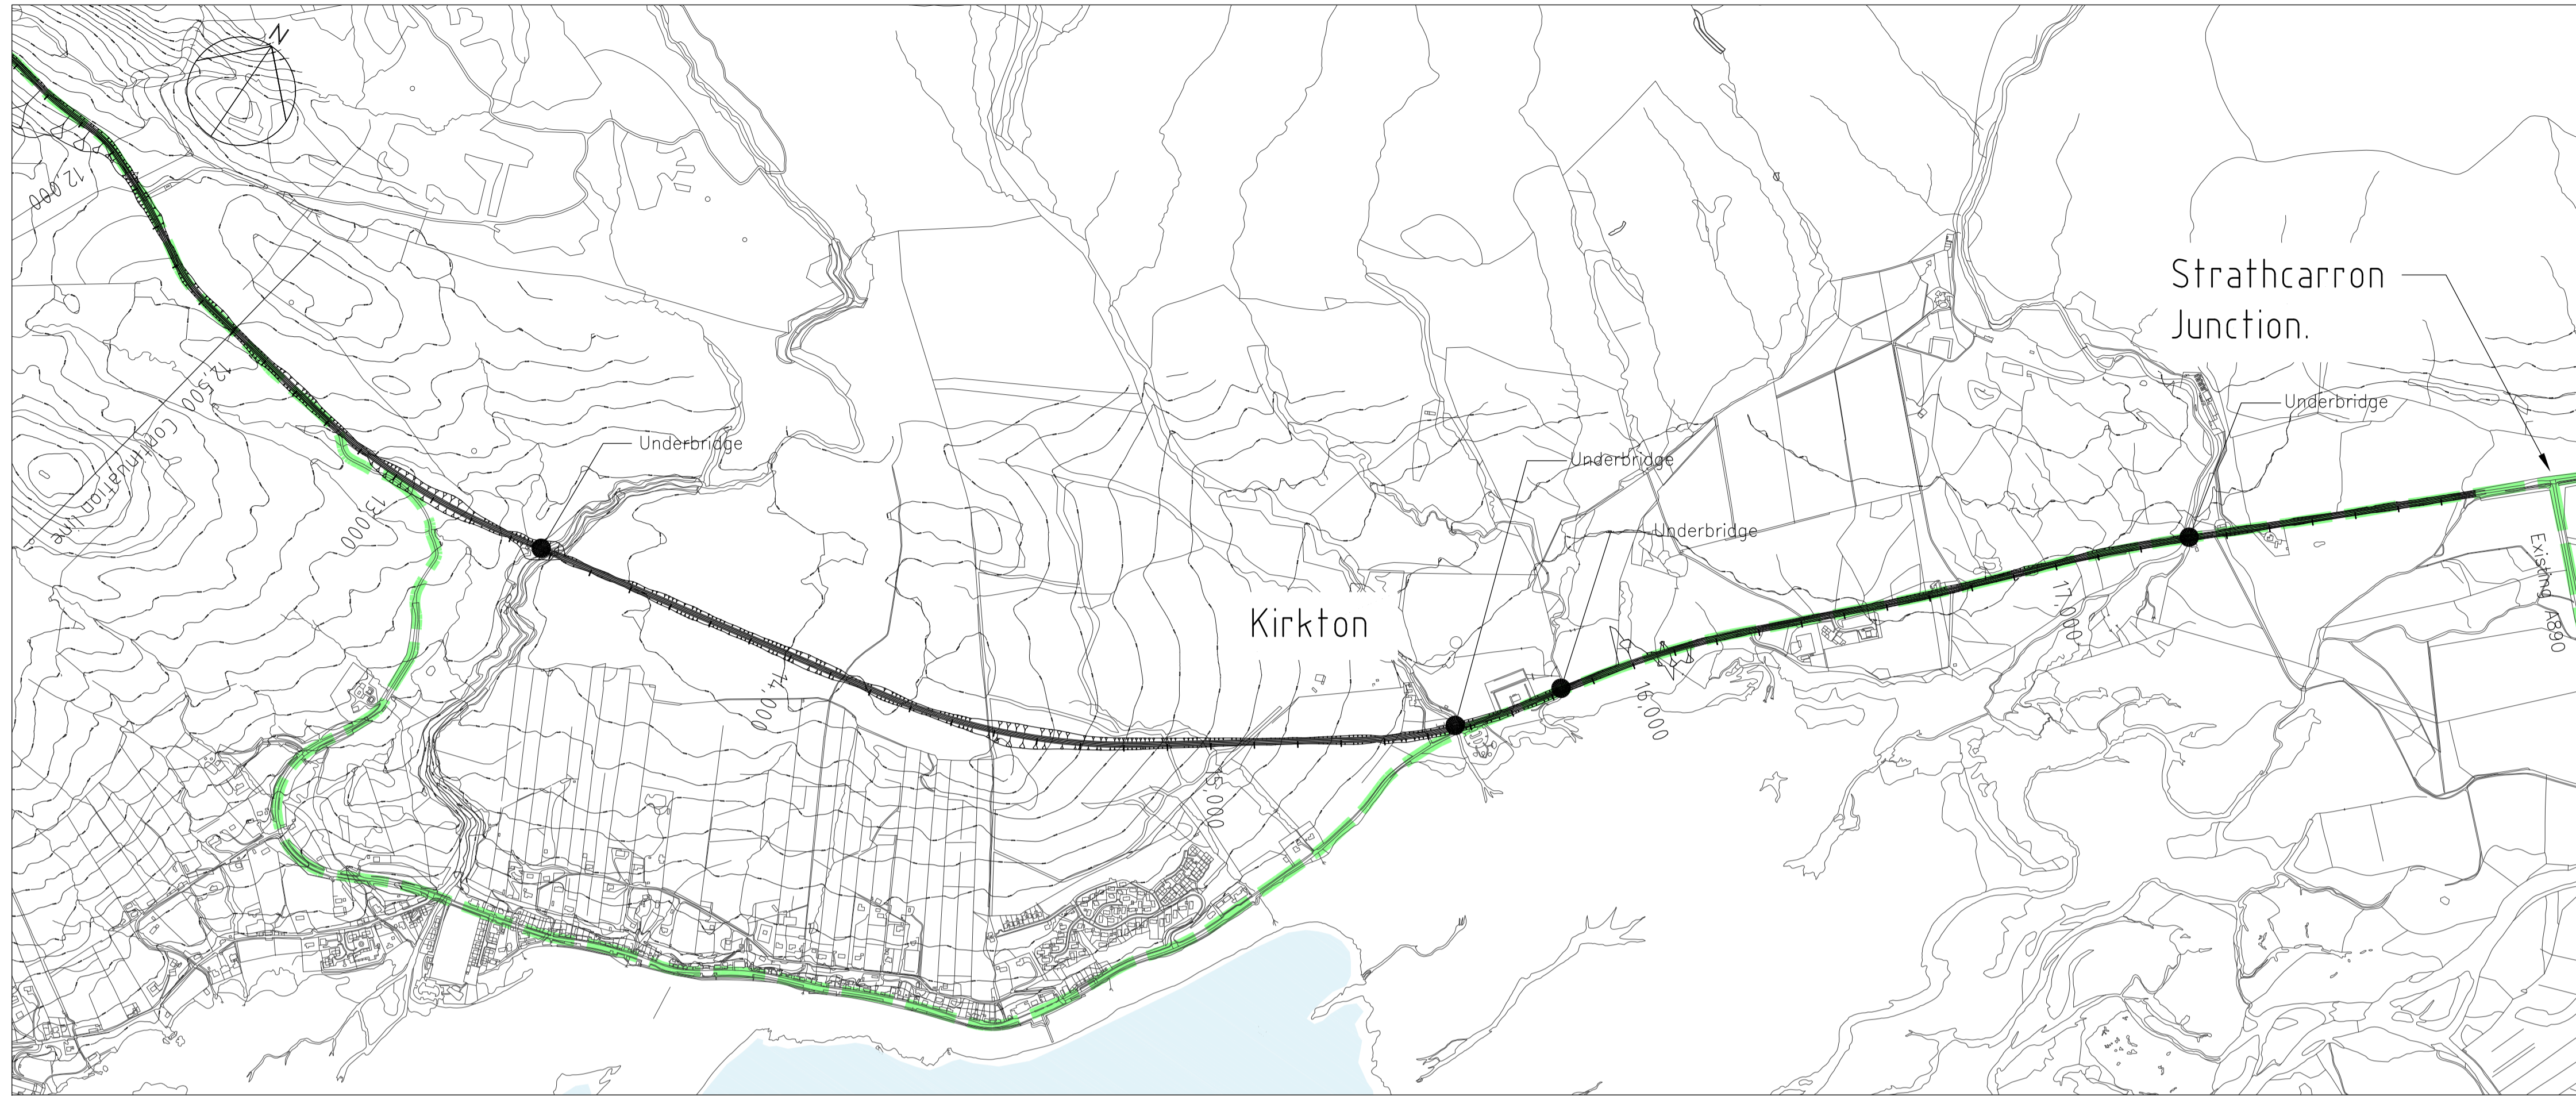 N
12,000
12,500
Continuation line
13,000
Underbridge
14,000
Kirkton
15,000
Underbridge
Underbridge
16,000
17,000
Underbridge
Strathcarron
Junction.
Existing A890